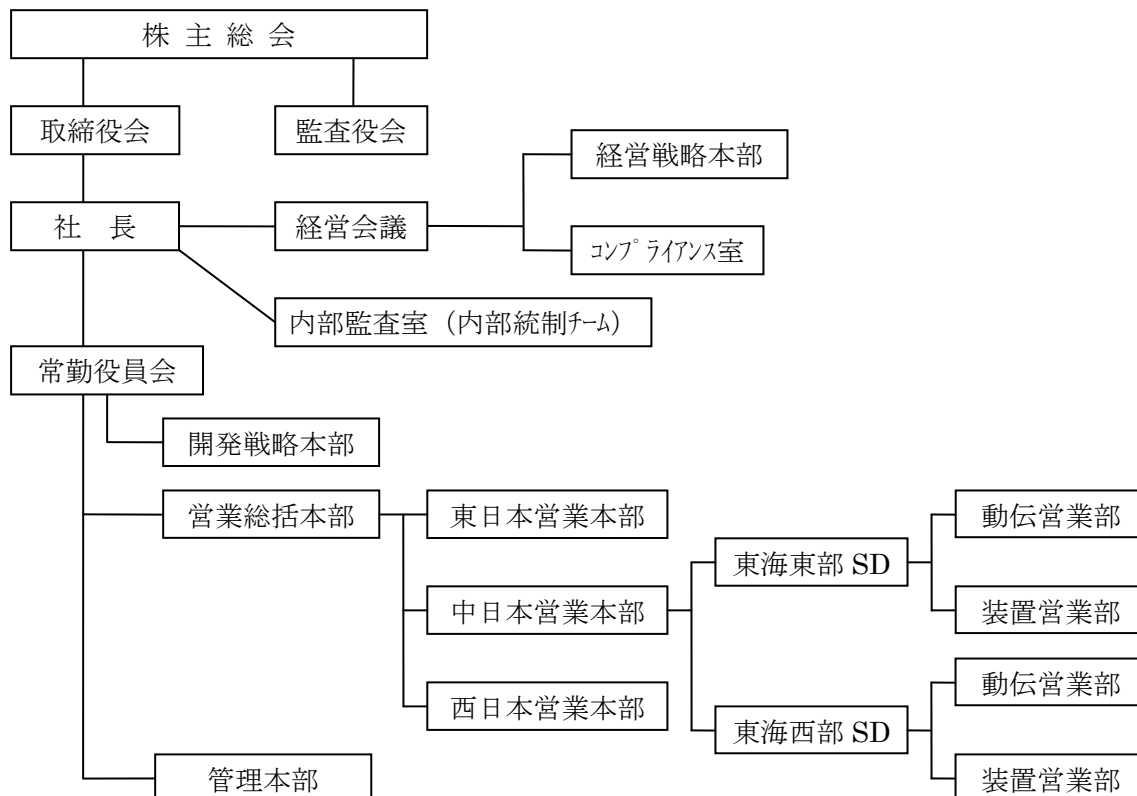 株 主 総 会
取締役会
監査役会
経営戦略本部
社 長
経営会議
コンプライアンス室
内部監査室（内部統制チーム）
常勤役員会
開発戦略本部
営業総括本部
東日本営業本部
動伝営業部
東海東部 SD
中日本営業本部
装置営業部
動伝営業部
西日本営業本部
東海西部 SD
管理本部
装置営業部